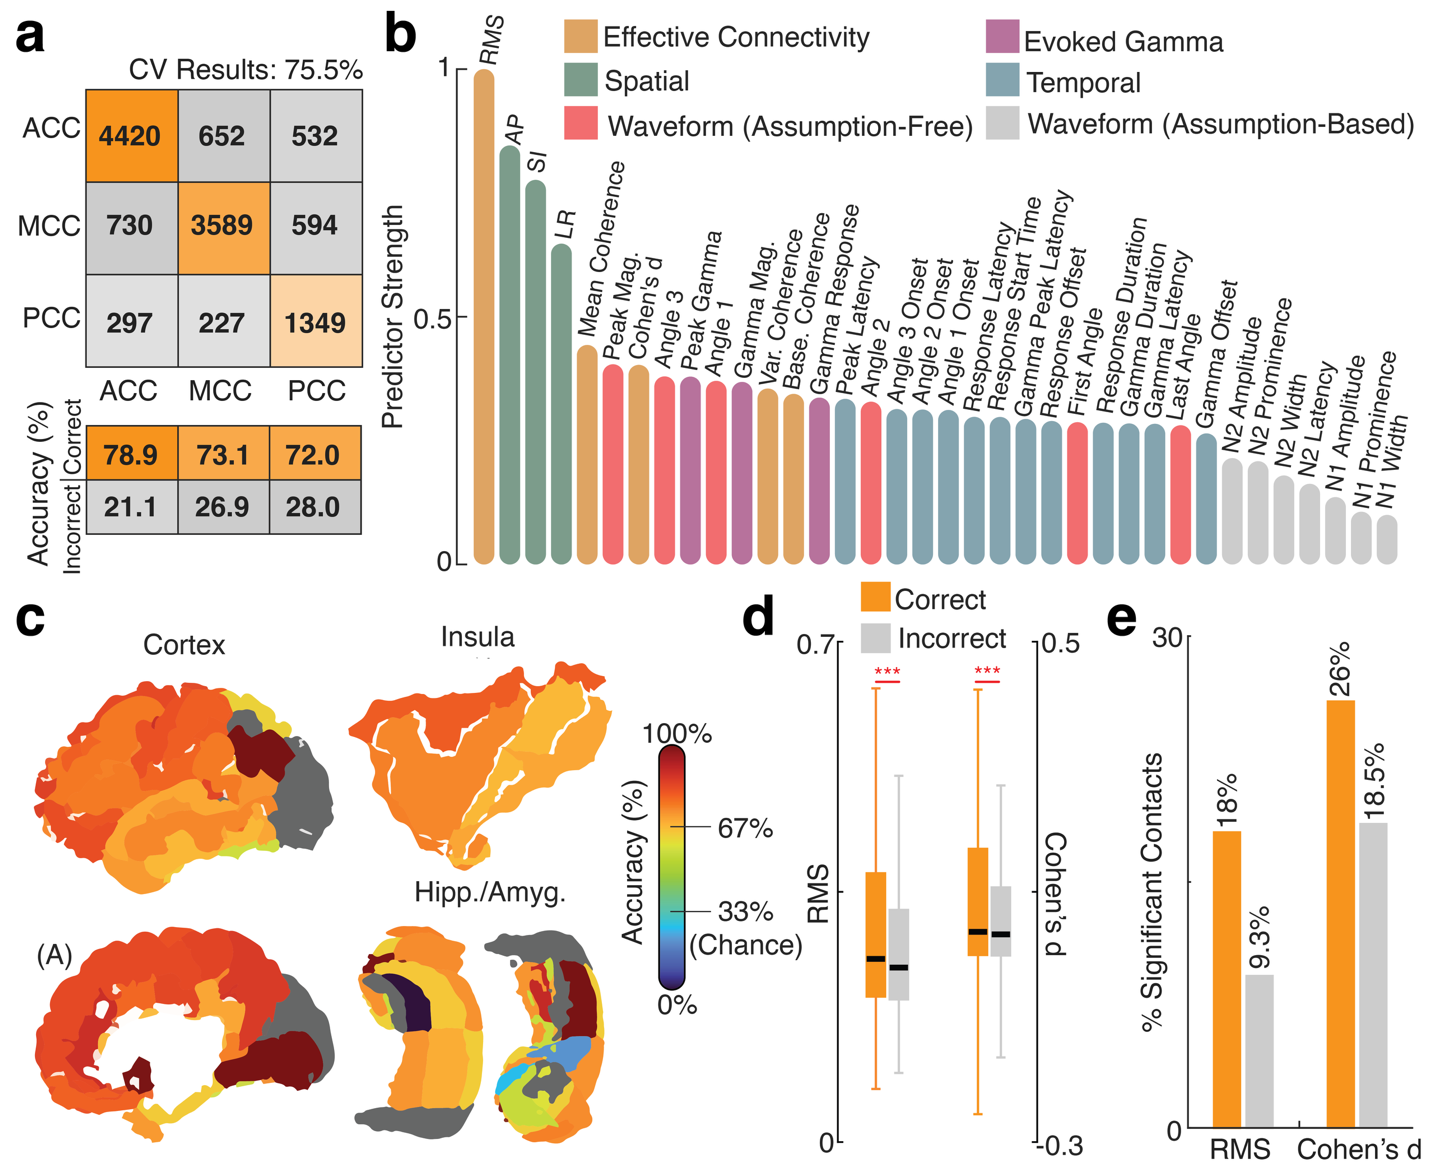 a
CV Results: 75.5%
ACC 4420 652 532
MCC 730 3589 594
PCC 297 227 1349
ACC MCC PCC
Accuracy (%)
Correct
Incorrect
78.9 73.1 72.0
21.1 26.9 28.0
b
Effective Connectivity
Spatial
Waveform (Assumption-Free)
Evoked Gamma
Temporal
Waveform (Assumption-Based)
Predictor Strength
1
0.5
0
RMS
AP
SI
LR
Mean Coherence
Peak Mag.
Cohen's d
Angle 3
Peak Gamma
Angle 1
Gamma Mag.
Var. Coherence
Base. Coherence
Gamma Response
Peak Latency
Angle 2
Angle 3 Onset
Angle 2 Onset
Angle 1 Onset
Response Latency
Response Start Time
Gamma Peak Latency
Response Offset
First Angle
Response Duration
Gamma Duration
Gamma Latency
Last Angle
Gamma Offset
N2 Amplitude
N2 Prominence
N2 Width
N2 Latency
N1 Amplitude
N1 Prominence
N1 Width
c
Cortex
Insula
Hipp./Amyg.
(A)
Accuracy (%)
100%
67%
33%
(Chance)
0%
d
Correct
Incorrect
0.7
RMS
0
***
***
0.5
Cohen's d
-0.3
e
30
% Significant Contacts
0
18%
9.3%
26%
18.5%
RMS
Cohen's d